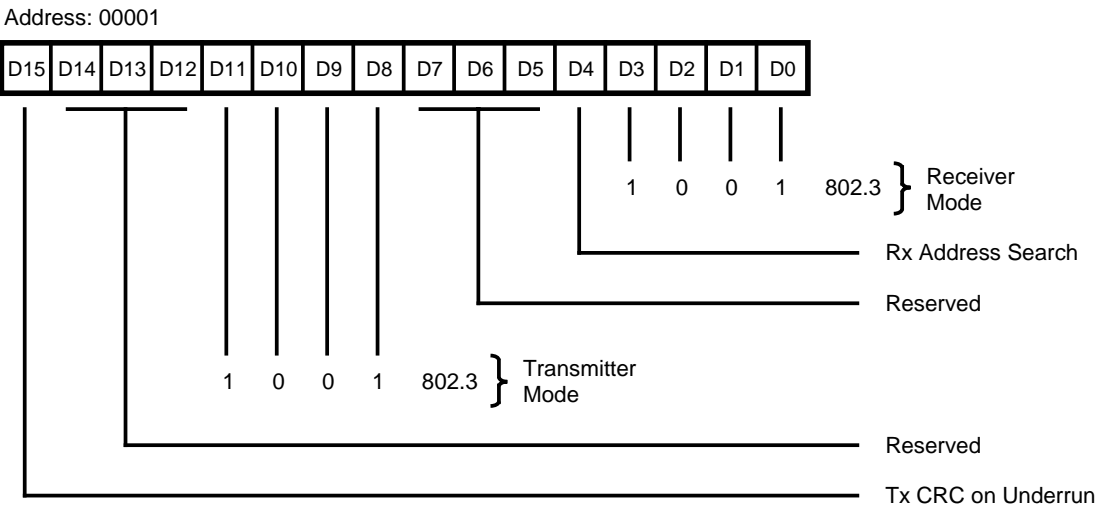 Address: 00001
D15 D14 D13 D12 D11 D10 D9 D8 D7 D6 D5 D4 D3 D2 D1 D0
1 0 0 1 802.3 } Receiver
Mode
Rx Address Search
Reserved
1 0 0 1 802.3 } Transmitter
Mode
Reserved
Tx CRC on Underrun